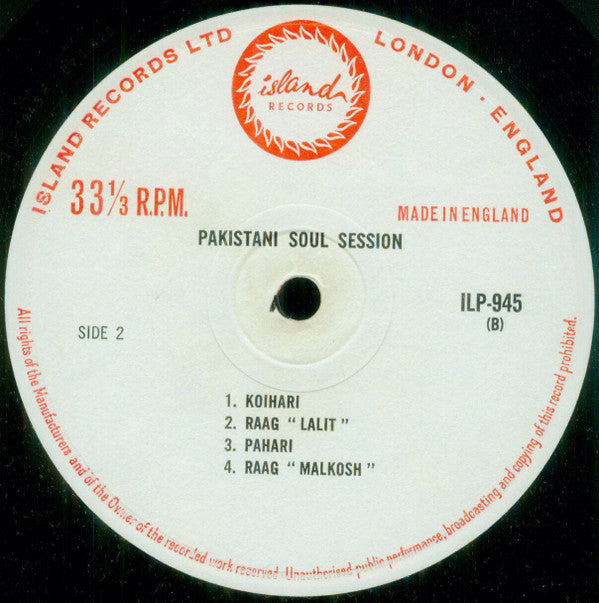 ISLAND RECORDS LTD
LONDON · ENGLAND
island
RECORDS
33 1/3 R.P.M.
MADE IN ENGLAND
PAKISTANI SOUL SESSION
A
ILP-945
(B)
SIDE 2
1. KOIHARI
2. RAAG “ LALIT ”
3. PAHARI
4. RAAG “ MALKOSH ”
All rights of the Manufacturers and of the Owner of the recorded work reserved. Unauthorised public performance, broadcasting and copying of this record prohibited.